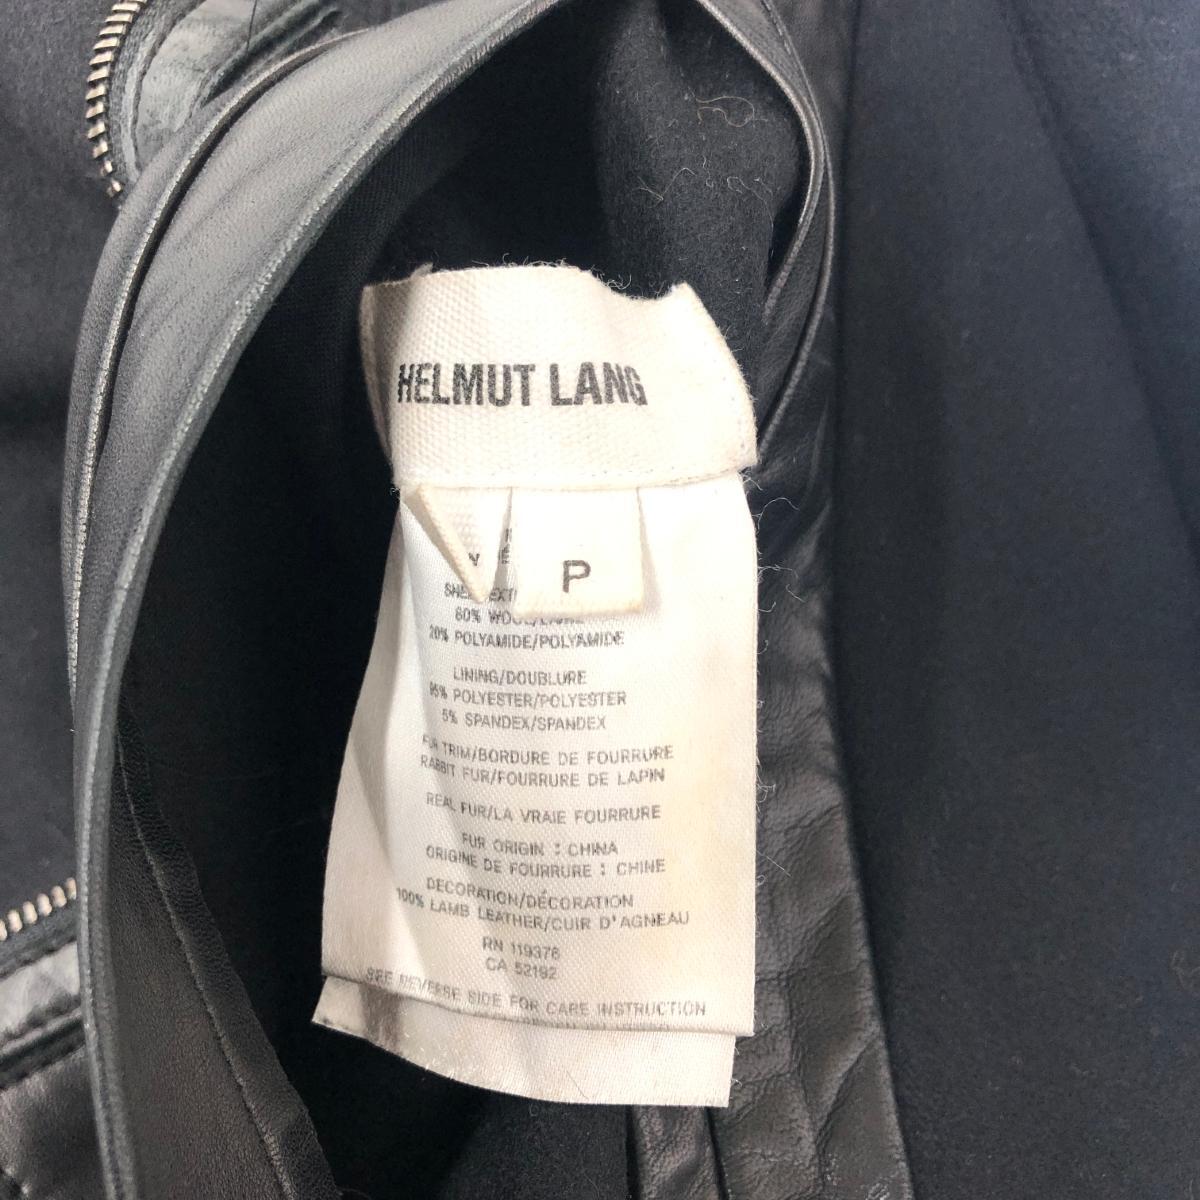 HELMUT LANG
P
20% POLYAMIDE/POLYAMIDE
LINING/DOUBLURE
95% POLYESTER/POLYESTER
5% SPANDEX/SPANDEX
FUR TRIM/BORDURE DE FOURRURE
RABBIT FUR/FOURRURE DE LAPIN
REAL FUR/LA VRAIE FOURRURE
FUR ORIGIN : CHINA
ORIGINE DE FOURRURE : CHINE
DECORATION/DÉCORATION
100% LAMB LEATHER/CUIR D'AGNEAU
RN 119376
CA 52192
SEE REVERSE SIDE FOR CARE INSTRUCTION